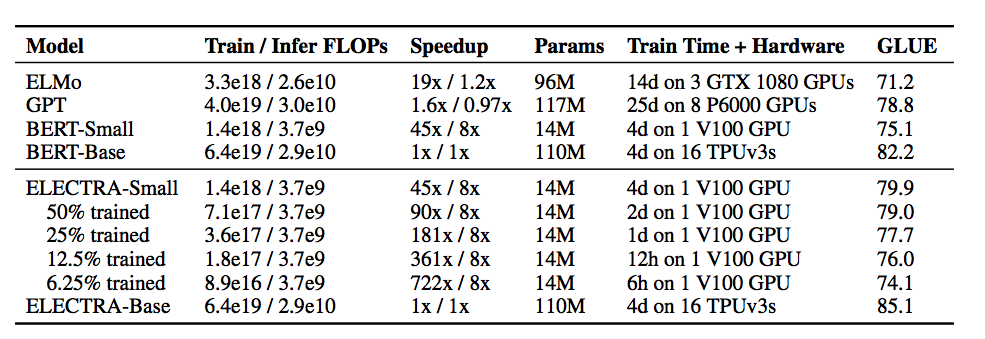 Model Train / Infer FLOPs Speedup Params Train Time + Hardware GLUE
ELMo 3.3e18 / 2.6e10 19x / 1.2x 96M 14d on 3 GTX 1080 GPUs 71.2
GPT 4.0e19 / 3.0e10 1.6x / 0.97x 117M 25d on 8 P6000 GPUs 78.8
BERT-Small 1.4e18 / 3.7e9 45x / 8x 14M 4d on 1 V100 GPU 75.1
BERT-Base 6.4e19 / 2.9e10 1x / 1x 110M 4d on 16 TPUv3s 82.2
ELECTRA-Small 1.4e18 / 3.7e9 45x / 8x 14M 4d on 1 V100 GPU 79.9
50% trained 7.1e17 / 3.7e9 90x / 8x 14M 2d on 1 V100 GPU 79.0
25% trained 3.6e17 / 3.7e9 181x / 8x 14M 1d on 1 V100 GPU 77.7
12.5% trained 1.8e17 / 3.7e9 361x / 8x 14M 12h on 1 V100 GPU 76.0
6.25% trained 8.9e16 / 3.7e9 722x / 8x 14M 6h on 1 V100 GPU 74.1
ELECTRA-Base 6.4e19 / 2.9e10 1x / 1x 110M 4d on 16 TPUv3s 85.1